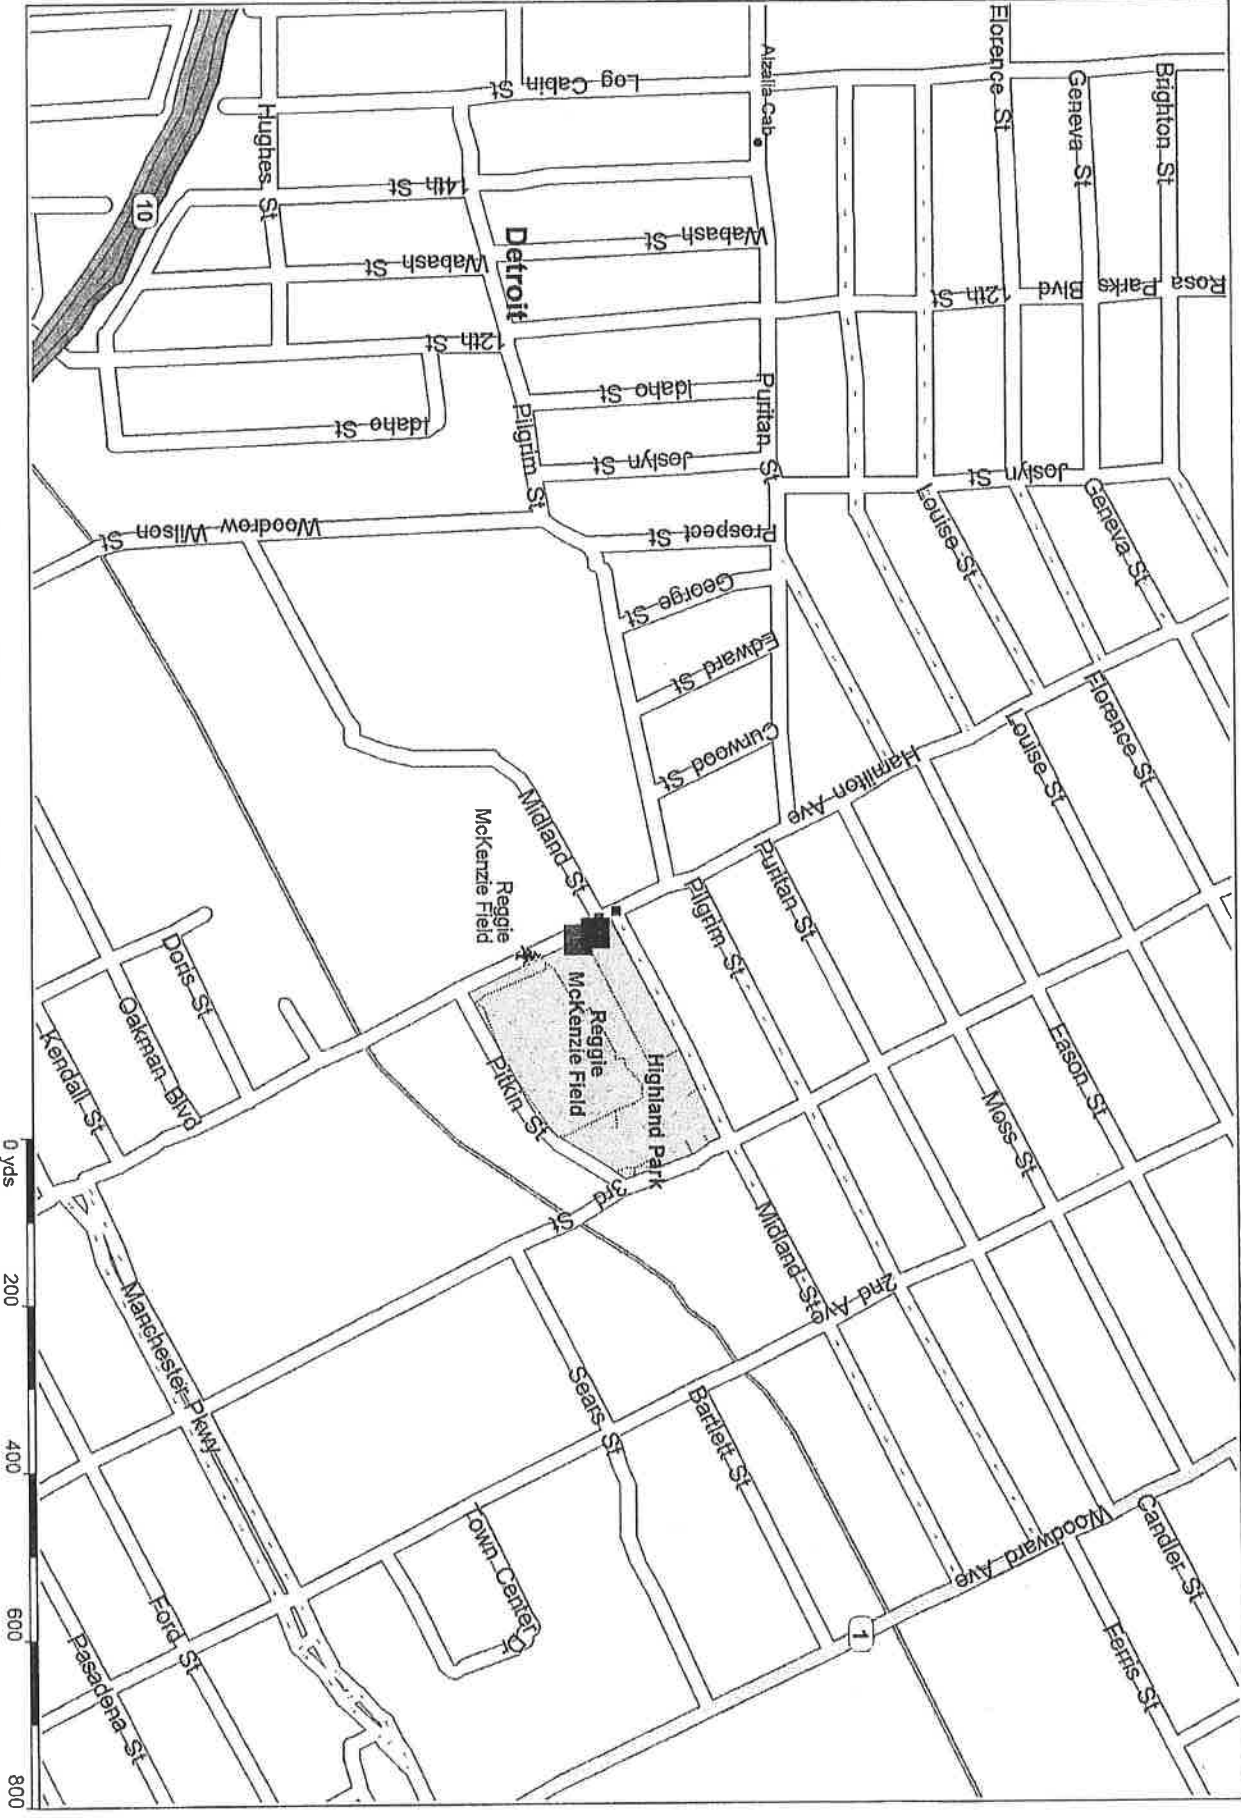 Rosa Parks Blvd
Brighton St
Geneva St
Florence St
Alzalia Cab
Log Cabin St
Hughes St
10
14th St
Wabash St
Wabash St
12th St
12th St
Detroit
Idaho St
Idaho St
Puritan St
Pilgrim St
Joslyn St
Joslyn St
Geneva St
Louise St
Woodrow Wilson St
Prospect St
George St
Edward St
Curwood St
Hamilton Ave
Florence St
Louise St
Midland St
Reggie
McKenzie Field
Pilgrim St
Puritan St
Reggie
McKenzie Field
Highland Park
Pitkin St
3rd St
Doris St
Oakman Blvd
Kendall St
Eason St
Moss St
Midland St
2nd Ave
Manchester Pkwy
Sears St
Bartlett St
Town Center D
Woodward Ave
Candler St
Ferris St
1
Ford St
Pasadena St
0 yds
200
400
600
800